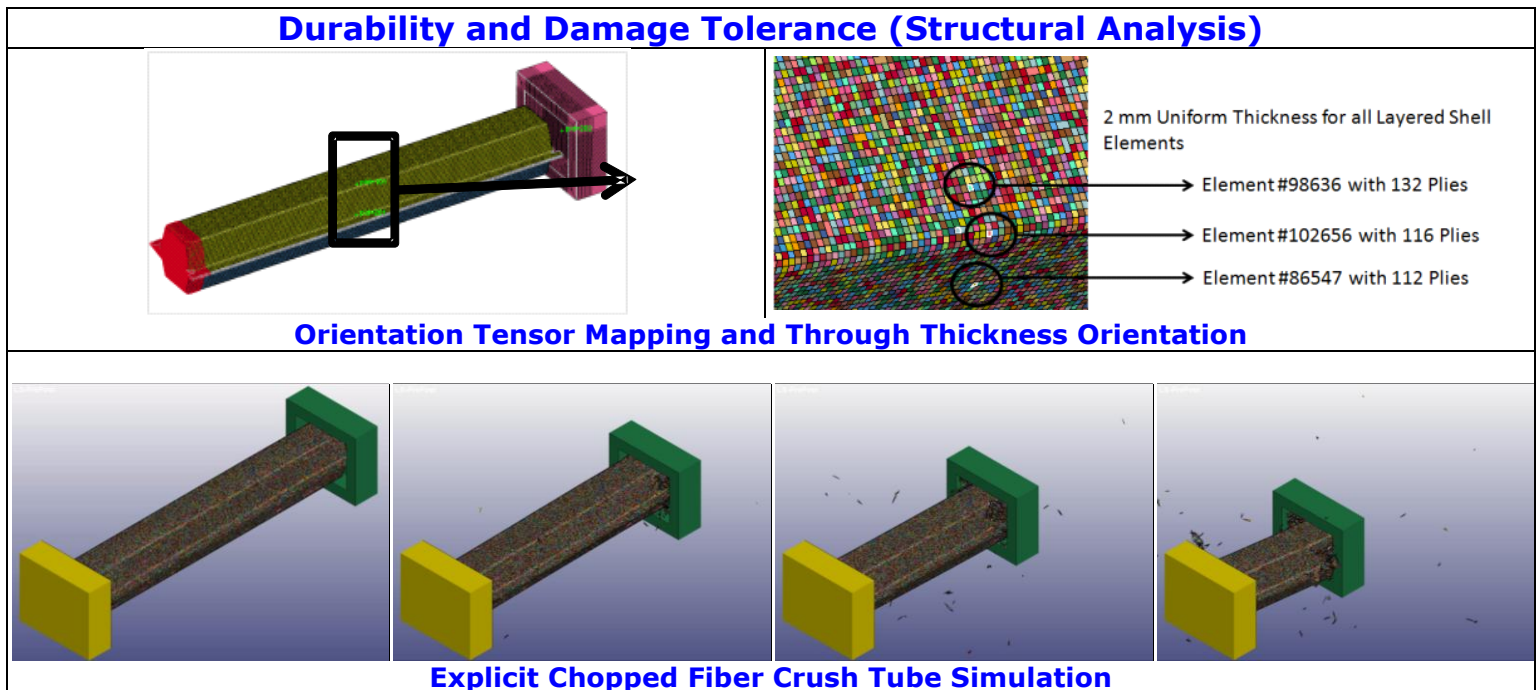 Durability and Damage Tolerance (Structural Analysis)
2 mm Uniform Thickness for all Layered Shell
Elements
Element #98636 with 132 Plies
Element #102656 with 116 Plies
Element #86547 with 112 Plies
Orientation Tensor Mapping and Through Thickness Orientation
Explicit Chopped Fiber Crush Tube Simulation